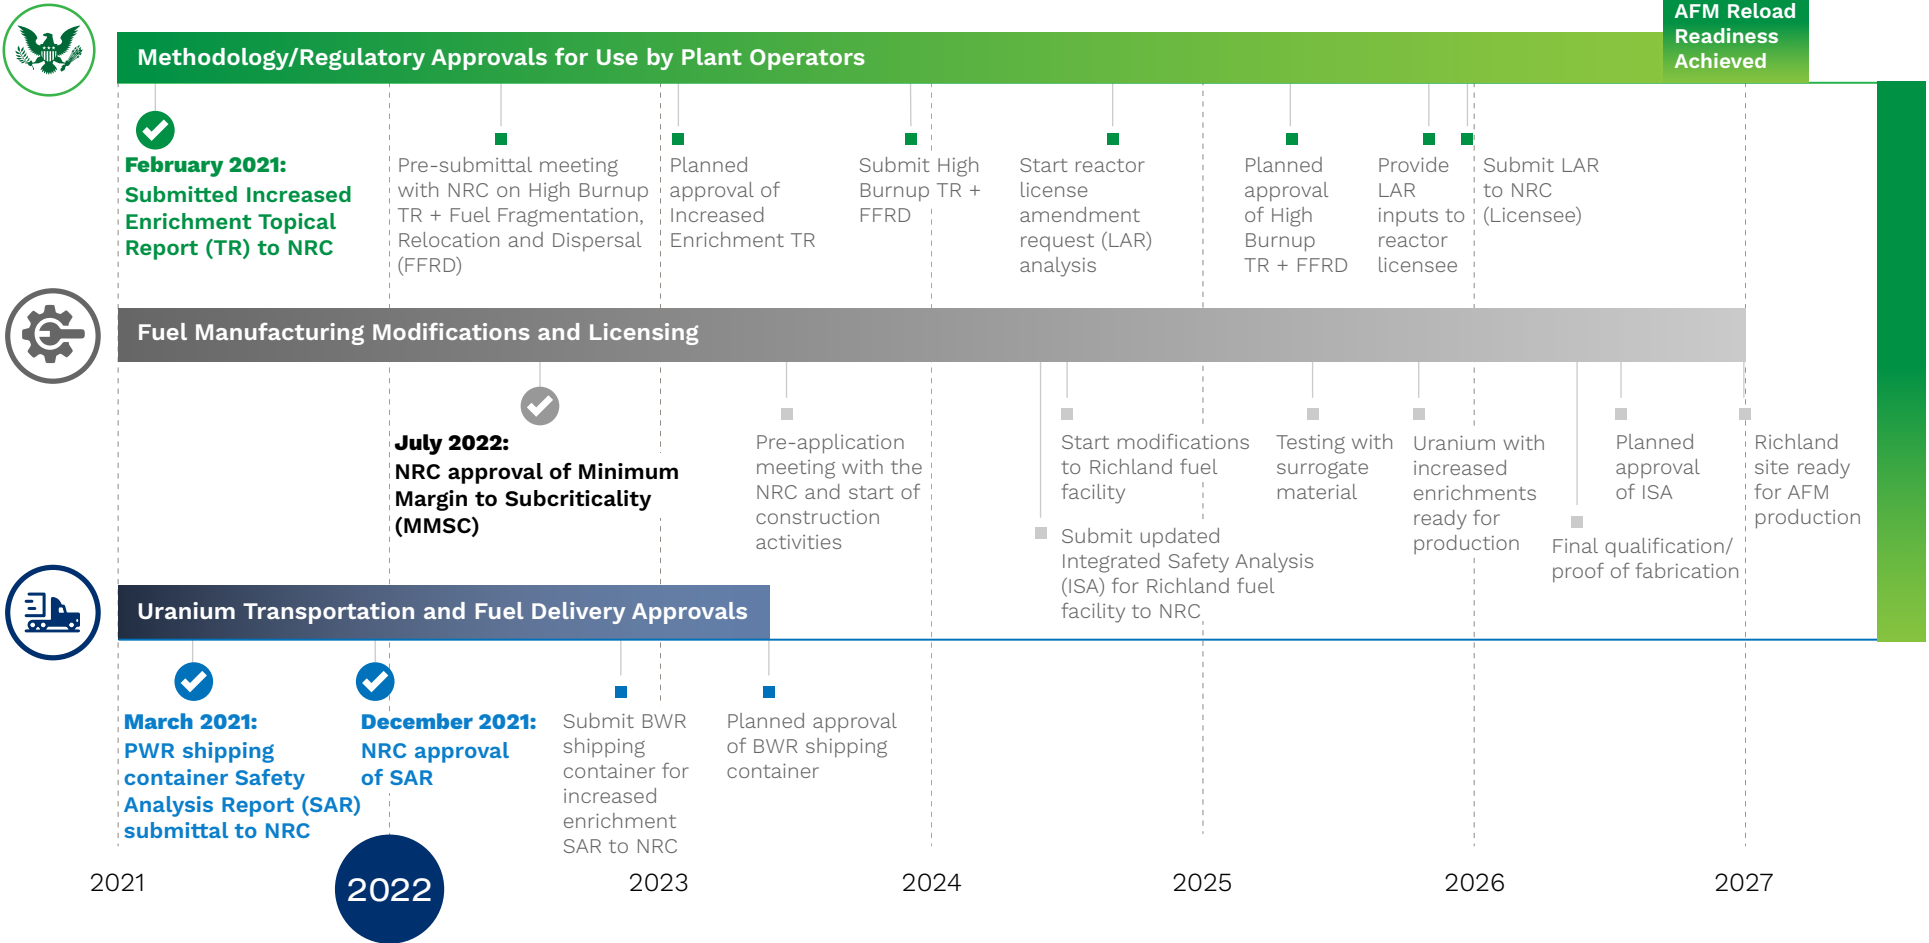 AFM Reload
Readiness
Achieved
Methodology/Regulatory Approvals for Use by Plant Operators
February 2021:
Submitted Increased
Enrichment Topical
Report (TR) to NRC
Pre-submittal meeting
with NRC on High Burnup
TR + Fuel Fragmentation,
Relocation and Dispersal
(FFRD)
Planned
approval of
Increased
Enrichment TR
Submit High
Burnup TR +
FFRD
Start reactor
license
amendment
request (LAR)
analysis
Planned
approval
of High
Burnup
TR + FFRD
Provide
LAR
inputs to
reactor
licensee
Submit LAR
to NRC
(Licensee)
Fuel Manufacturing Modifications and Licensing
July 2022:
NRC approval of Minimum
Margin to Subcriticality
(MMSC)
Pre-application
meeting with the
NRC and start of
construction
activities
Start modifications
to Richland fuel
facility
Submit updated
Integrated Safety Analysis
(ISA) for Richland fuel
facility to NRC
Testing with
surrogate
material
Uranium with
increased
enrichments
ready for
production
Final qualification/
proof of fabrication
Planned
approval
of ISA
Richland
site ready
for AFM
production
Uranium Transportation and Fuel Delivery Approvals
March 2021:
PWR shipping
container Safety
Analysis Report (SAR)
submittal to NRC
December 2021:
NRC approval
of SAR
Submit BWR
shipping
container for
increased
enrichment
SAR to NRC
Planned approval
of BWR shipping
container
2021
2022
2023
2024
2025
2026
2027